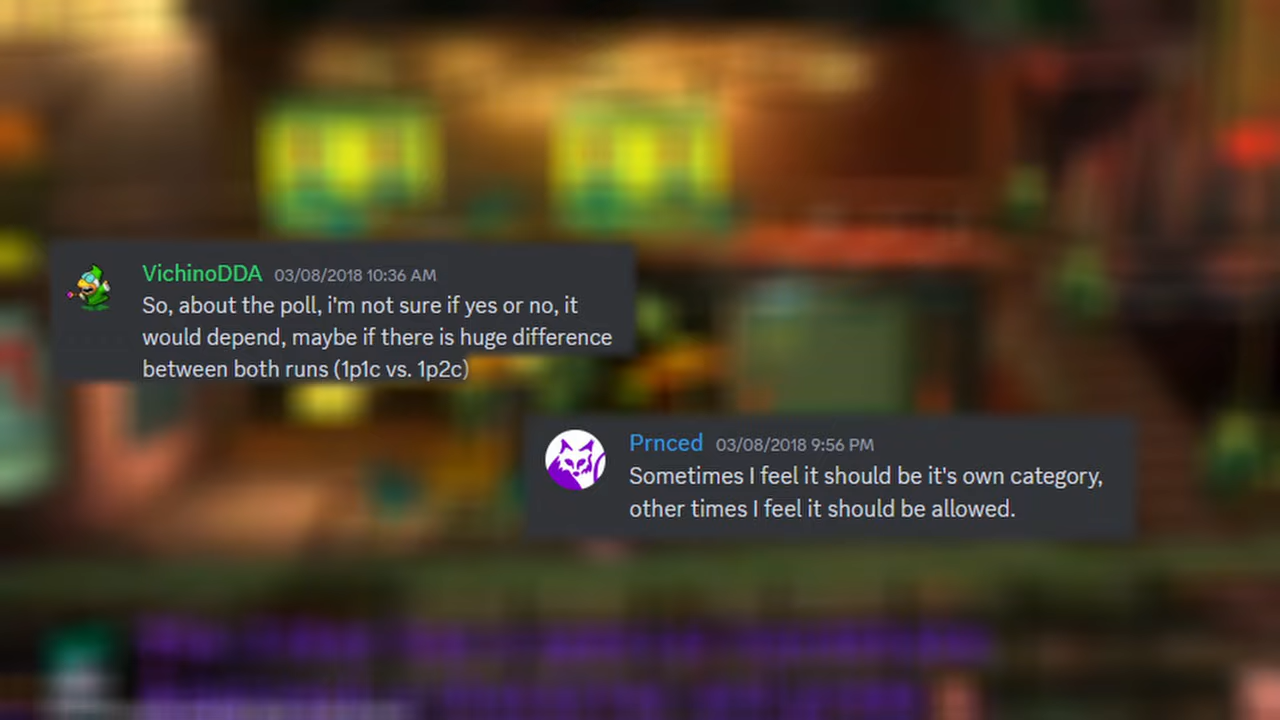 VichinoDDA 03/08/2018 10:36 AM
So, about the poll, i'm not sure if yes or no, it
would depend, maybe if there is huge difference
between both runs (1p1c vs. 1p2c)
Prnced 03/08/2018 9:56 PM
Sometimes I feel it should be it's own category,
other times I feel it should be allowed.